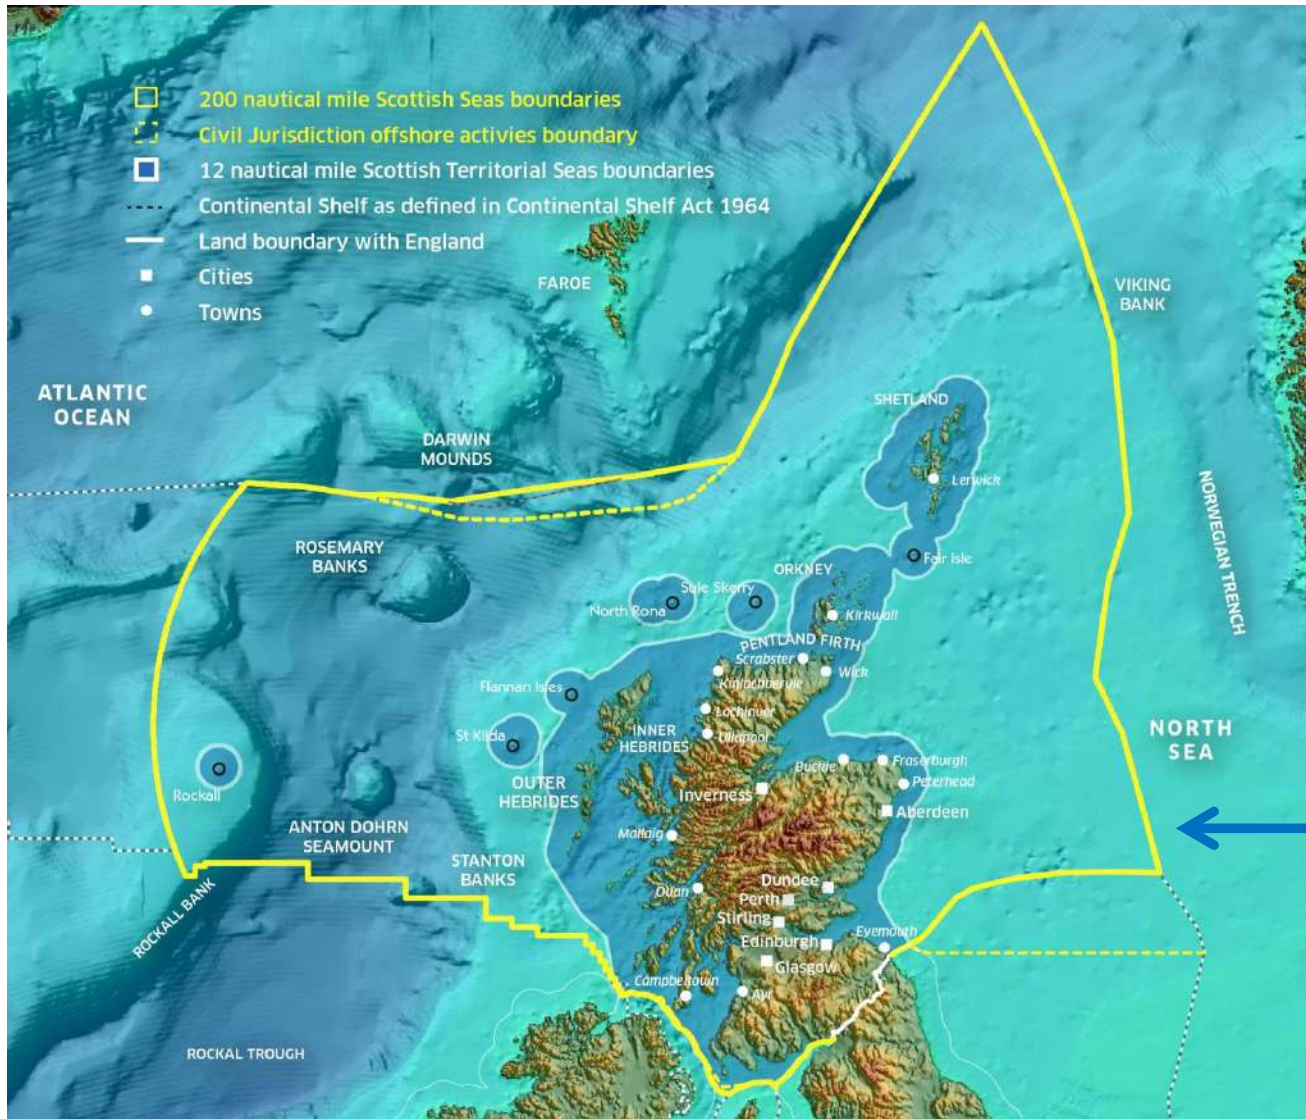 200 nautical mile Scottish Seas boundaries
Civil Jurisdiction offshore activies boundary
12 nautical mile Scottish Territorial Seas boundaries
Continental Shelf as defined in Continental Shelf Act 1964
Land boundary with England
Cities
Towns
FAROE
VIKING
BANK
ATLANTIC
OCEAN
SHETLAND
DARWIN
MOUNDS
Lerwick
NORWEGIAN TRENCH
ROSEMARY
BANKS
Fair Isle
ORKNEY
Sule Skerry
North Rona
Kirkwall
PENTLAND FIRTH
Scrabster
Wick
Kinlochbervie
Flannan Isles
Lochinver
INNER
HEBRIDES
Ullapool
St Kilda
NORTH
SEA
OUTER
HEBRIDES
Buckie
Fraserburgh
Peterhead
Rockall
Inverness
Aberdeen
ANTON DOHRN
SEAMOUNT
Mallaig
STANTON
BANKS
ROCKALL BANK
Oban
Dundee
Perth
Stirling
Eyemouth
Edinburgh
Glasgow
Campbeltown
Ayr
ROCKAL TROUGH